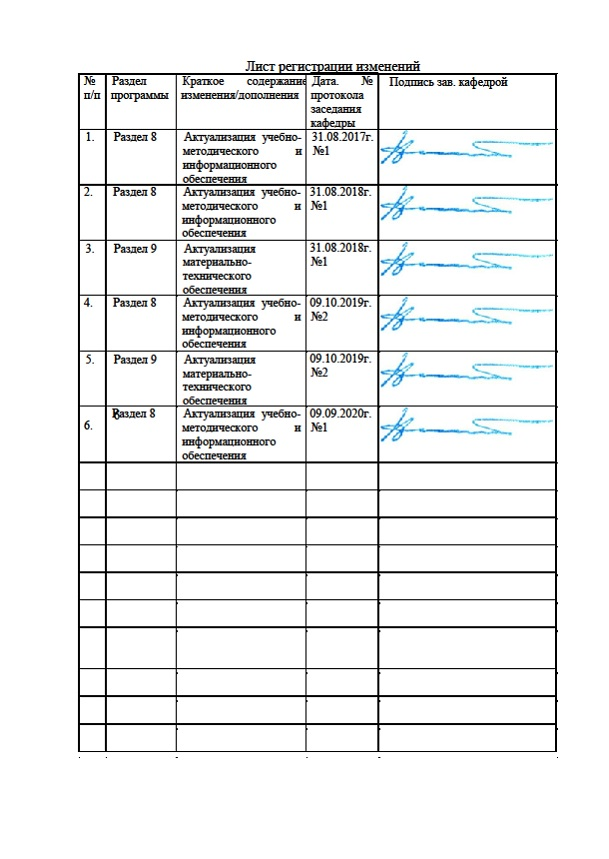 Лист регистрации изменений
№ Раздел Краткое содержание Дата. № Подпись зав. кафедрой
п/п программы изменения/дополнения протокола
заседания
кафедры
1. Раздел 8 Актуализация учебно- 31.08.2017г.
методического и №1
информационного
обеспечения
2. Раздел 8 Актуализация учебно- 31.08.2018г.
методического и №1
информационного
обеспечения
3. Раздел 9 Актуализация 31.08.2018г.
материально- №1
технического
обеспечения
4. Раздел 8 Актуализация учебно- 09.10.2019г.
методического и №2
информационного
обеспечения
5. Раздел 9 Актуализация 09.10.2019г.
материально- №2
технического
обеспечения
6. Раздел 8 Актуализация учебно- 09.09.2020г.
методического и №1
информационного
обеспечения